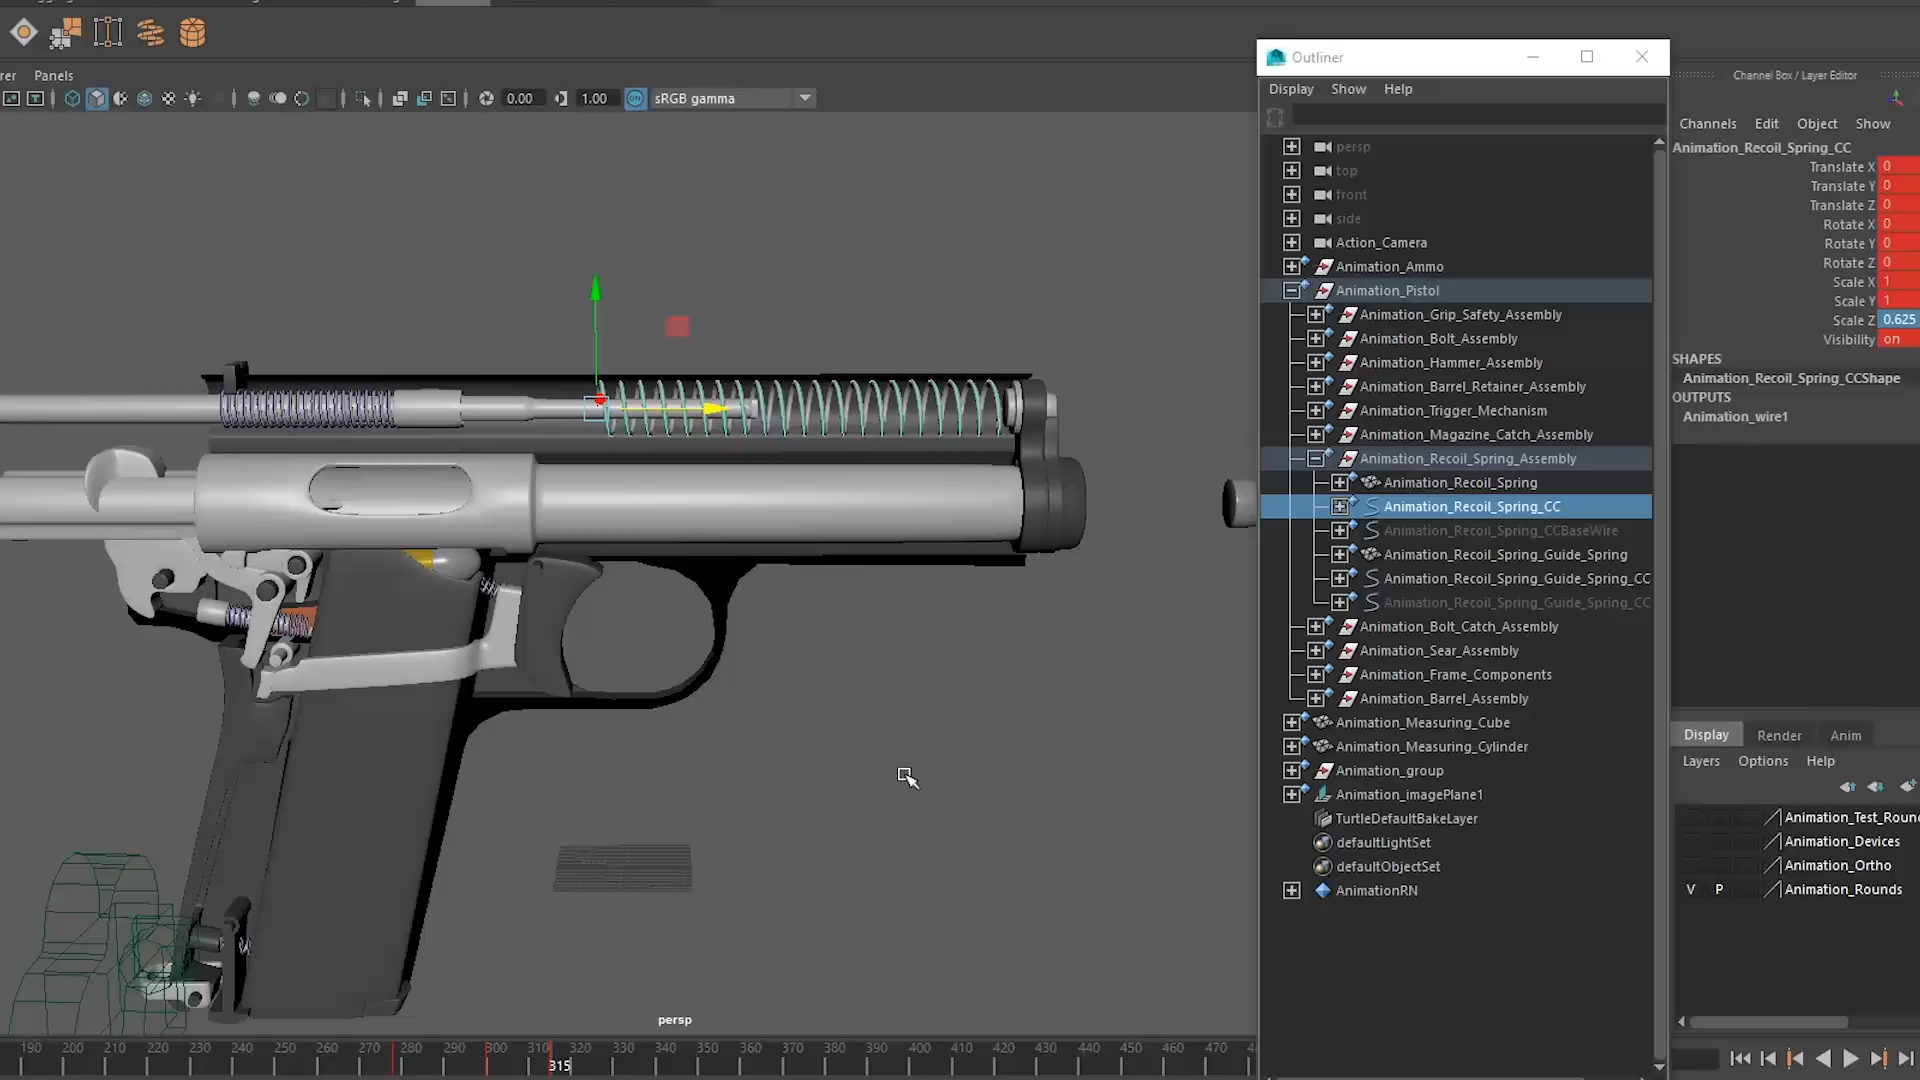 rer Panels
0.00 1.00 ON sRGB gamma
persp
190 200 210 220 230 240 250 260 270 280 290 300 310 320 330 340 350 360 370 380 390 400 410 420 430 440 450 460 470
315
Outliner
Display Show Help
persp
top
front
side
Action_Camera
Animation_Ammo
Animation_Pistol
Animation_Grip_Safety_Assembly
Animation_Bolt_Assembly
Animation_Hammer_Assembly
Animation_Barrel_Retainer_Assembly
Animation_Trigger_Mechanism
Animation_Magazine_Catch_Assembly
Animation_Recoil_Spring_Assembly
Animation_Recoil_Spring
Animation_Recoil_Spring_CC
Animation_Recoil_Spring_CCBaseWire
Animation_Recoil_Spring_Guide_Spring
Animation_Recoil_Spring_Guide_Spring_CC
Animation_Recoil_Spring_Guide_Spring_CC
Animation_Bolt_Catch_Assembly
Animation_Sear_Assembly
Animation_Frame_Components
Animation_Barrel_Assembly
Animation_Measuring_Cube
Animation_Measuring_Cylinder
Animation_group
Animation_imagePlane1
TurtleDefaultBakeLayer
defaultLightSet
defaultObjectSet
AnimationRN
Channel Box / Layer Editor
Channels Edit Object Show
Animation_Recoil_Spring_CC
Translate X 0
Translate Y 0
Translate Z 0
Rotate X 0
Rotate Y 0
Rotate Z 0
Scale X 1
Scale Y 1
Scale Z 0.625
Visibility on
SHAPES
Animation_Recoil_Spring_CCShape
OUTPUTS
Animation_wire1
Display Render Anim
Layers Options Help
Animation_Test_Roun
Animation_Devices
Animation_Ortho
V P Animation_Rounds